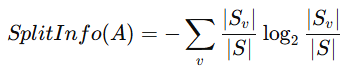 SplitInfo(A) = − ∑_v |S_v|/|S| log₂ |S_v|/|S|